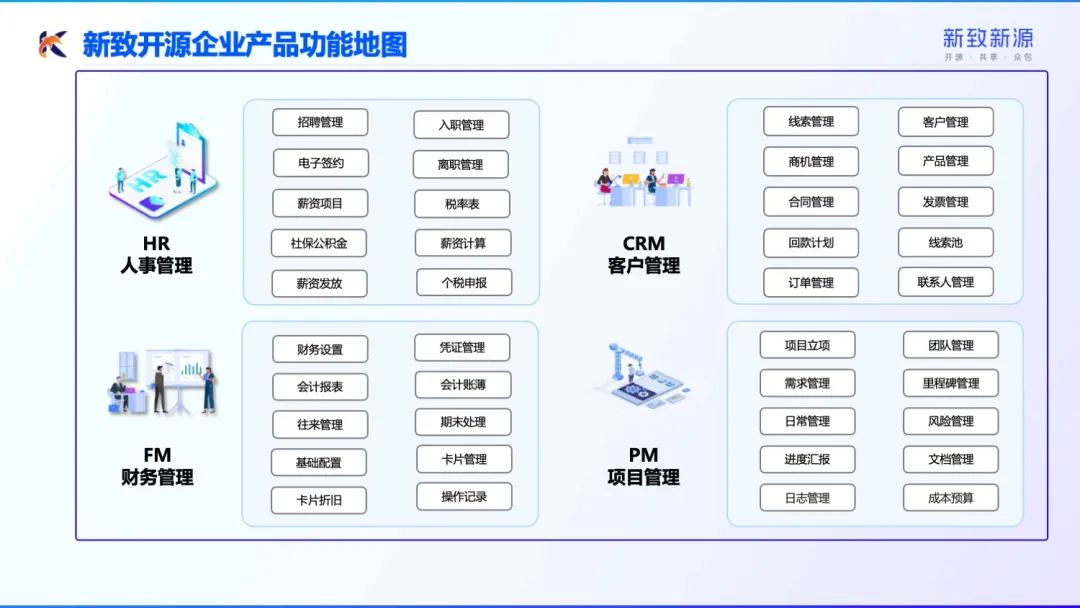 新致开源企业产品功能地图
新致新源
开源 · 共享 · 众包
HR
人事管理
招聘管理
入职管理
电子签约
离职管理
薪资项目
税率表
社保公积金
薪资计算
薪资发放
个税申报
CRM
客户管理
线索管理
客户管理
商机管理
产品管理
合同管理
发票管理
回款计划
线索池
订单管理
联系人管理
FM
财务管理
财务设置
凭证管理
会计报表
会计账薄
往来管理
期末处理
基础配置
卡片管理
卡片折旧
操作记录
PM
项目管理
项目立项
团队管理
需求管理
里程碑管理
日常管理
风险管理
进度汇报
文档管理
日志管理
成本预算